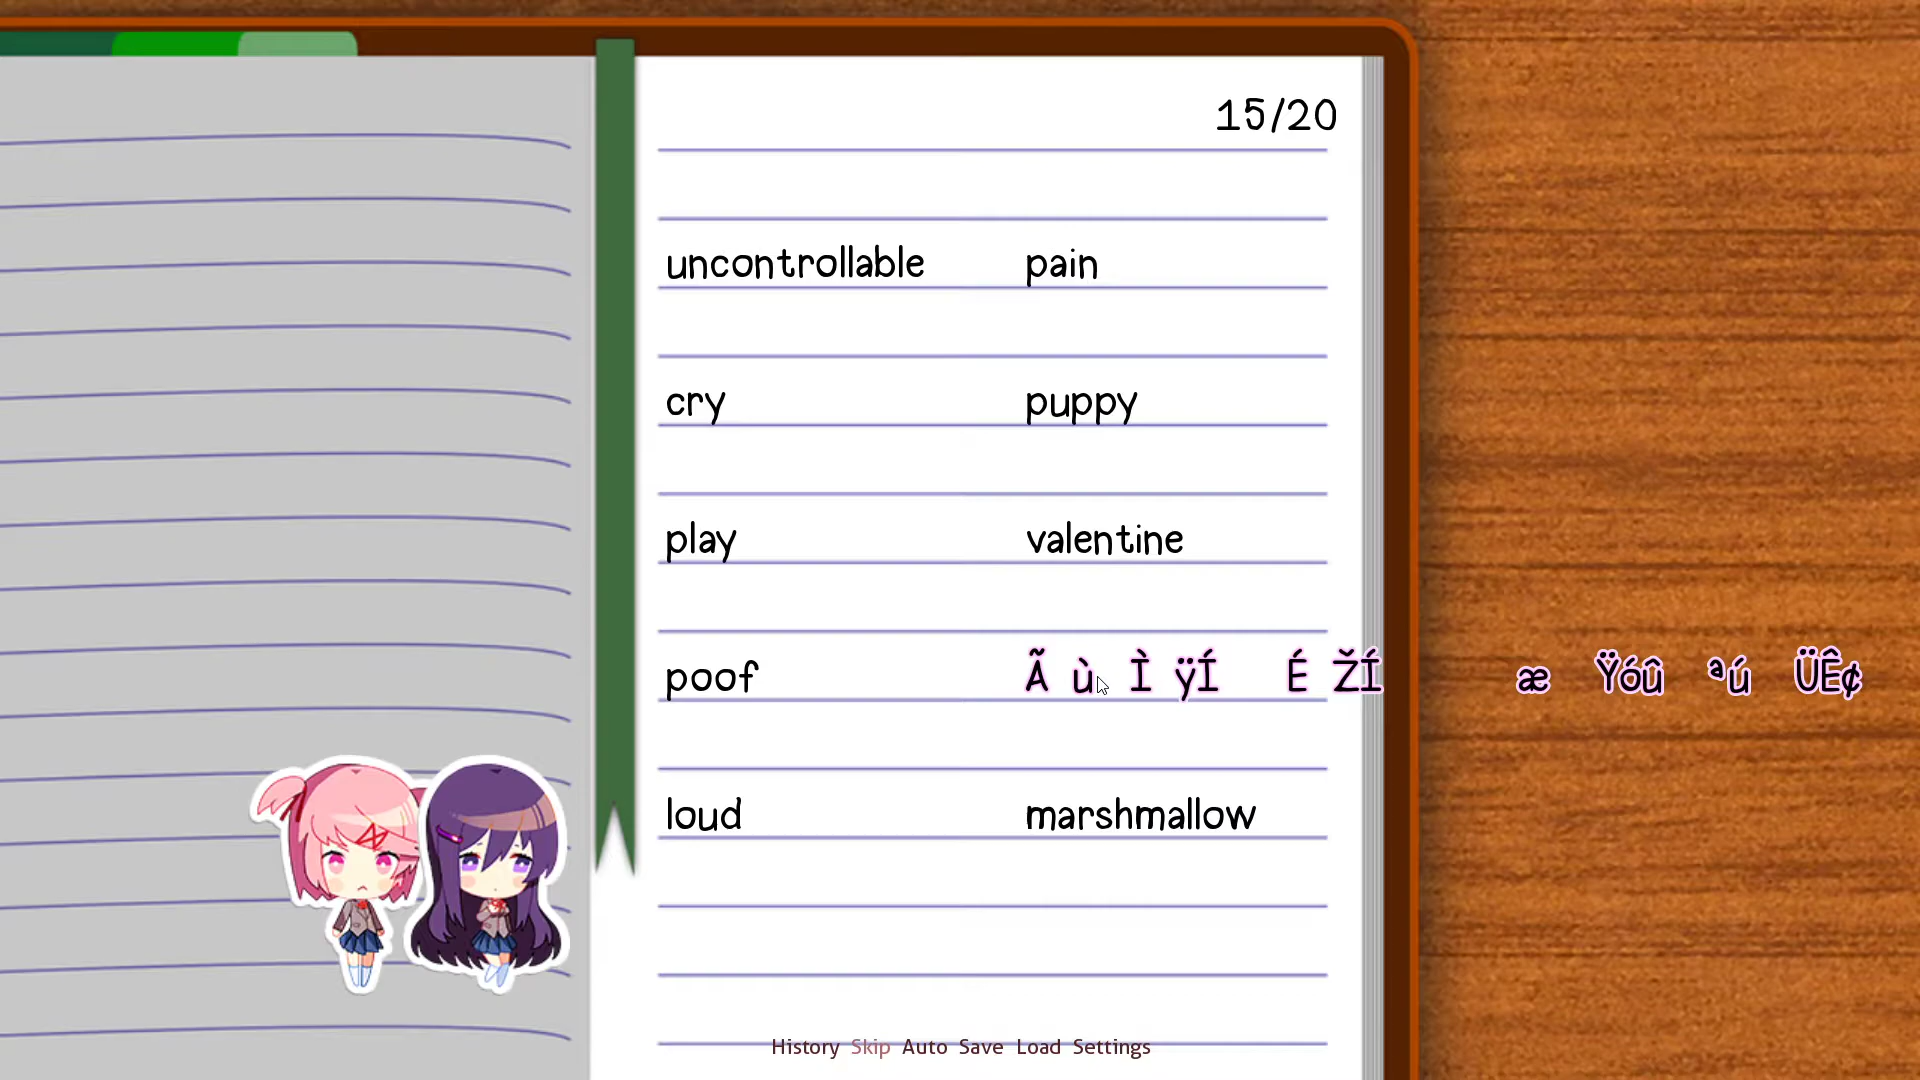 15/20
uncontrollable pain
cry puppy
play valentine
poof Ã ù Ì ÿÍ É ŽÍ æ Ÿóû ªú ÜÊ¢
loud marshmallow
History Skip Auto Save Load Settings